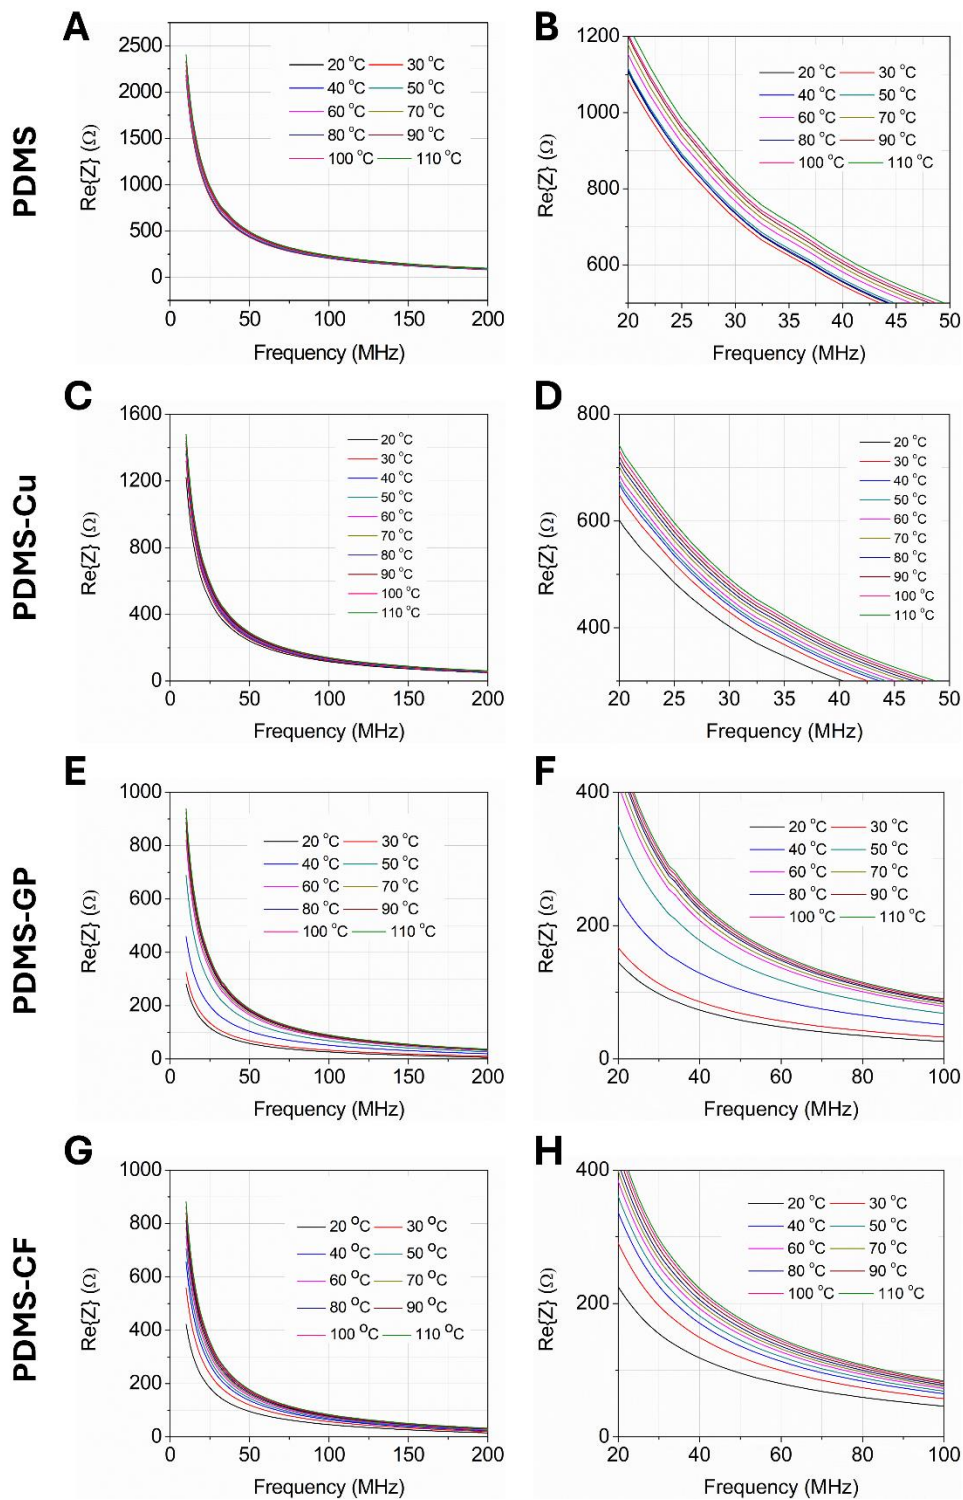 A
PDMS
Re{Z} (Ω)
2500
2000
1500
1000
500
0
20 °C 30 °C
40 °C 50 °C
60 °C 70 °C
80 °C 90 °C
100 °C 110 °C
0 50 100 150 200
Frequency (MHz)
B
Re{Z} (Ω)
1200
1000
800
600
20 °C 30 °C
40 °C 50 °C
60 °C 70 °C
80 °C 90 °C
100 °C 110 °C
20 25 30 35 40 45 50
Frequency (MHz)
C
PDMS-Cu
Re{Z} (Ω)
1600
1200
800
400
0
20 °C
30 °C
40 °C
50 °C
60 °C
70 °C
80 °C
90 °C
100 °C
110 °C
0 50 100 150 200
Frequency (MHz)
D
Re{Z} (Ω)
800
600
400
20 °C
30 °C
40 °C
50 °C
60 °C
70 °C
80 °C
90 °C
100 °C
110 °C
20 25 30 35 40 45 50
Frequency (MHz)
E
PDMS-GP
Re{Z} (Ω)
1000
800
600
400
200
0
20 °C 30 °C
40 °C 50 °C
60 °C 70 °C
80 °C 90 °C
100 °C 110 °C
0 50 100 150 200
Frequency (MHz)
F
Re{Z} (Ω)
400
200
0
20 °C 30 °C
40 °C 50 °C
60 °C 70 °C
80 °C 90 °C
100 °C 110 °C
20 40 60 80 100
Frequency (MHz)
G
PDMS-CF
Re{Z} (Ω)
1000
800
600
400
200
0
20 °C 30 °C
40 °C 50 °C
60 °C 70 °C
80 °C 90 °C
100 °C 110 °C
0 50 100 150 200
Frequency (MHz)
H
Re{Z} (Ω)
400
200
0
20 °C 30 °C
40 °C 50 °C
60 °C 70 °C
80 °C 90 °C
100 °C 110 °C
20 40 60 80 100
Frequency (MHz)